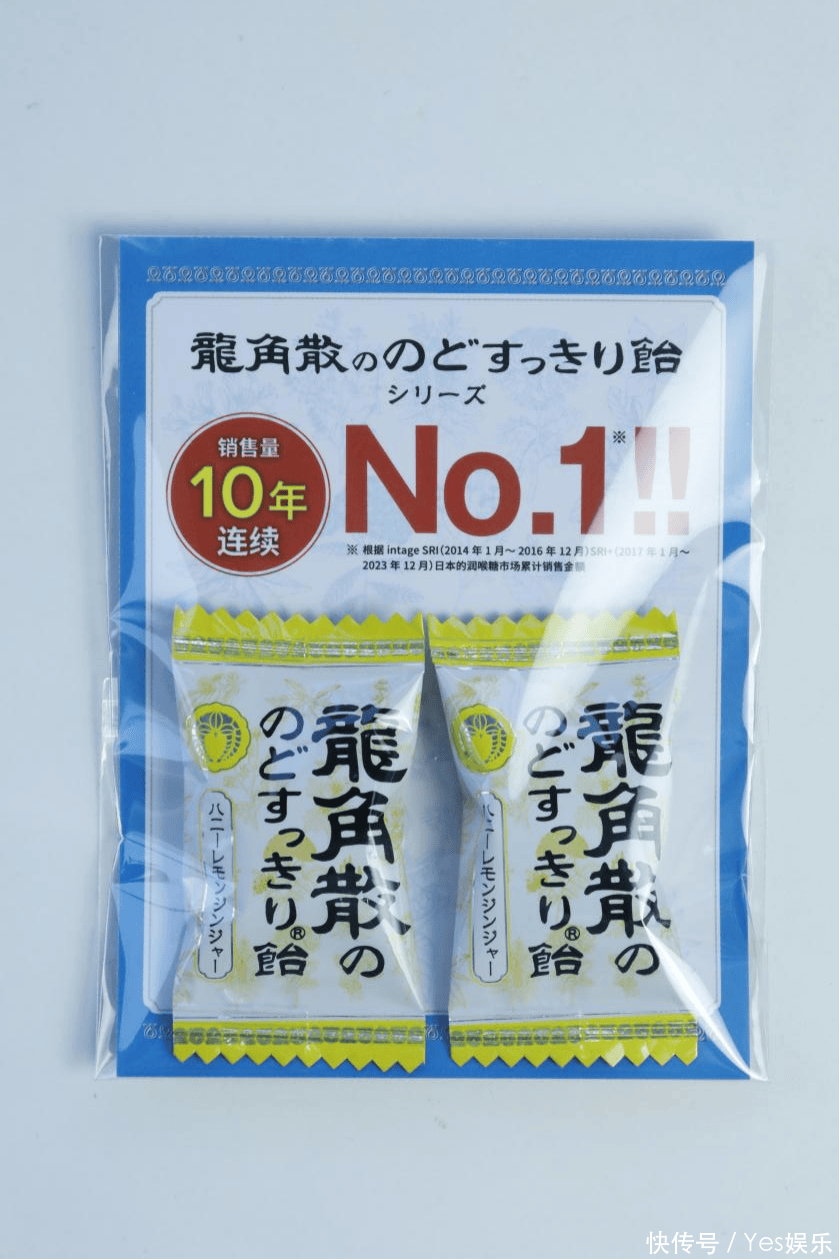 龍角散ののどすっきり飴
シリーズ
销售量
10年
连续
No.1※!!
※ 根据 intage SRI（2014 年 1 月～ 2016 年 12 月）SRI+（2017 年 1 月～
2023 年 12 月）日本的润喉糖市场累计销售金额
龍角散の
のどすっきり®飴
ハニーレモンジンジャー
龍角散の
のどすっきり®飴
ハニーレモンジンジャー
快传号 / Yes娱乐